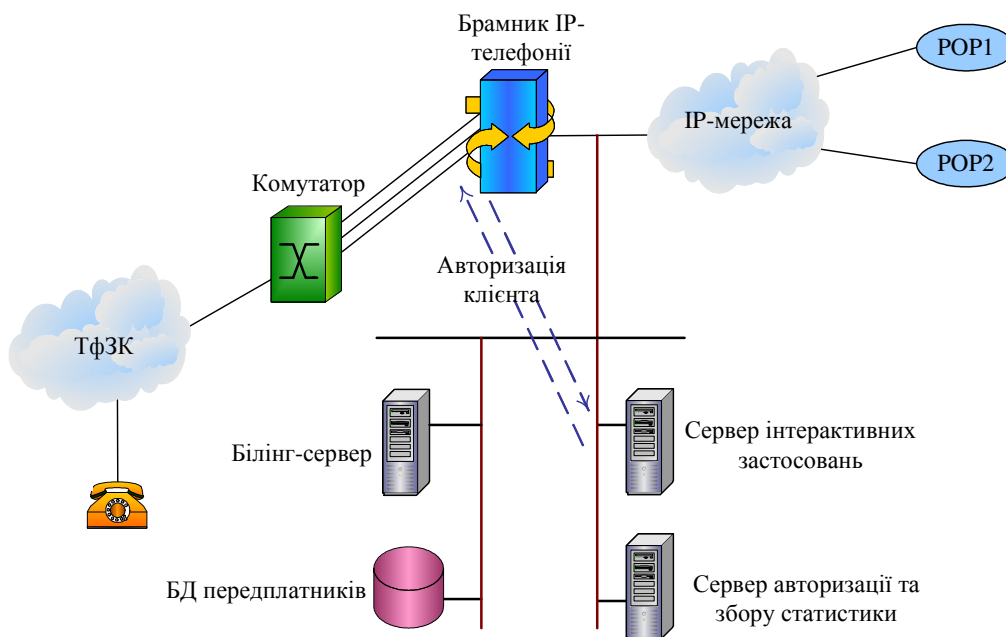 Брамник IP-
телефонії
POP1
IP-мережа
POP2
Комутатор
Авторизація
клієнта
ТфЗК
Білінг-сервер
Сервер інтерактивних
застосовань
БД передплатників
Сервер авторизації та
збору статистики